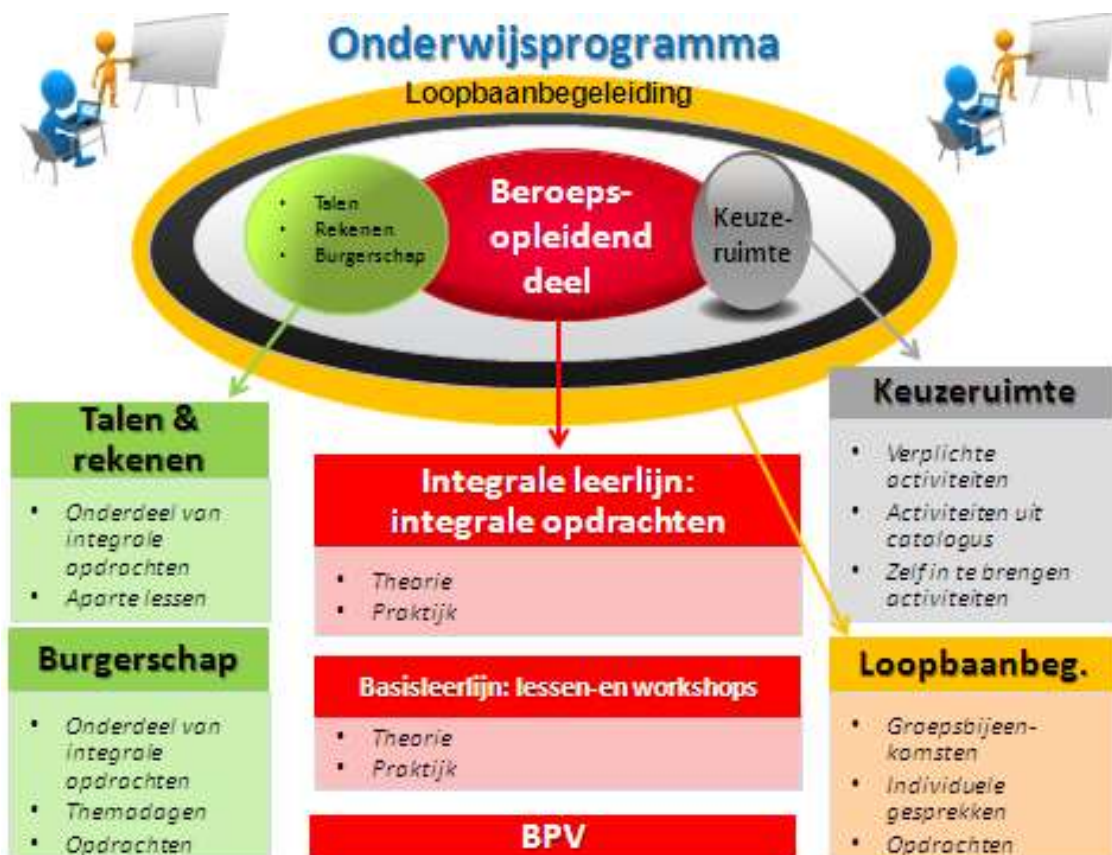 Onderwijsprogramma
Loopbaanbegeleiding
• Talen
• Rekenen
• Burgerschap
Beroeps-
opleidend
deel
Keuze-
ruimte
Talen &
rekenen
• Onderdeel van
integrale
opdrachten
• Aparte lessen
Burgerschap
• Onderdeel van
integrale
opdrachten
• Themadagen
• Opdrachten
Integrale leerlijn:
integrale opdrachten
• Theorie
• Praktijk
Basisleerlijn: lessen-en workshops
• Theorie
• Praktijk
BPV
Keuzeruimte
• Verplichte
activiteiten
• Activiteiten uit
catalogus
• Zelf in te brengen
activiteiten
Loopbaanbeg.
• Groepsbijeen-
komsten
• Individuele
gesprekken
• Opdrachten